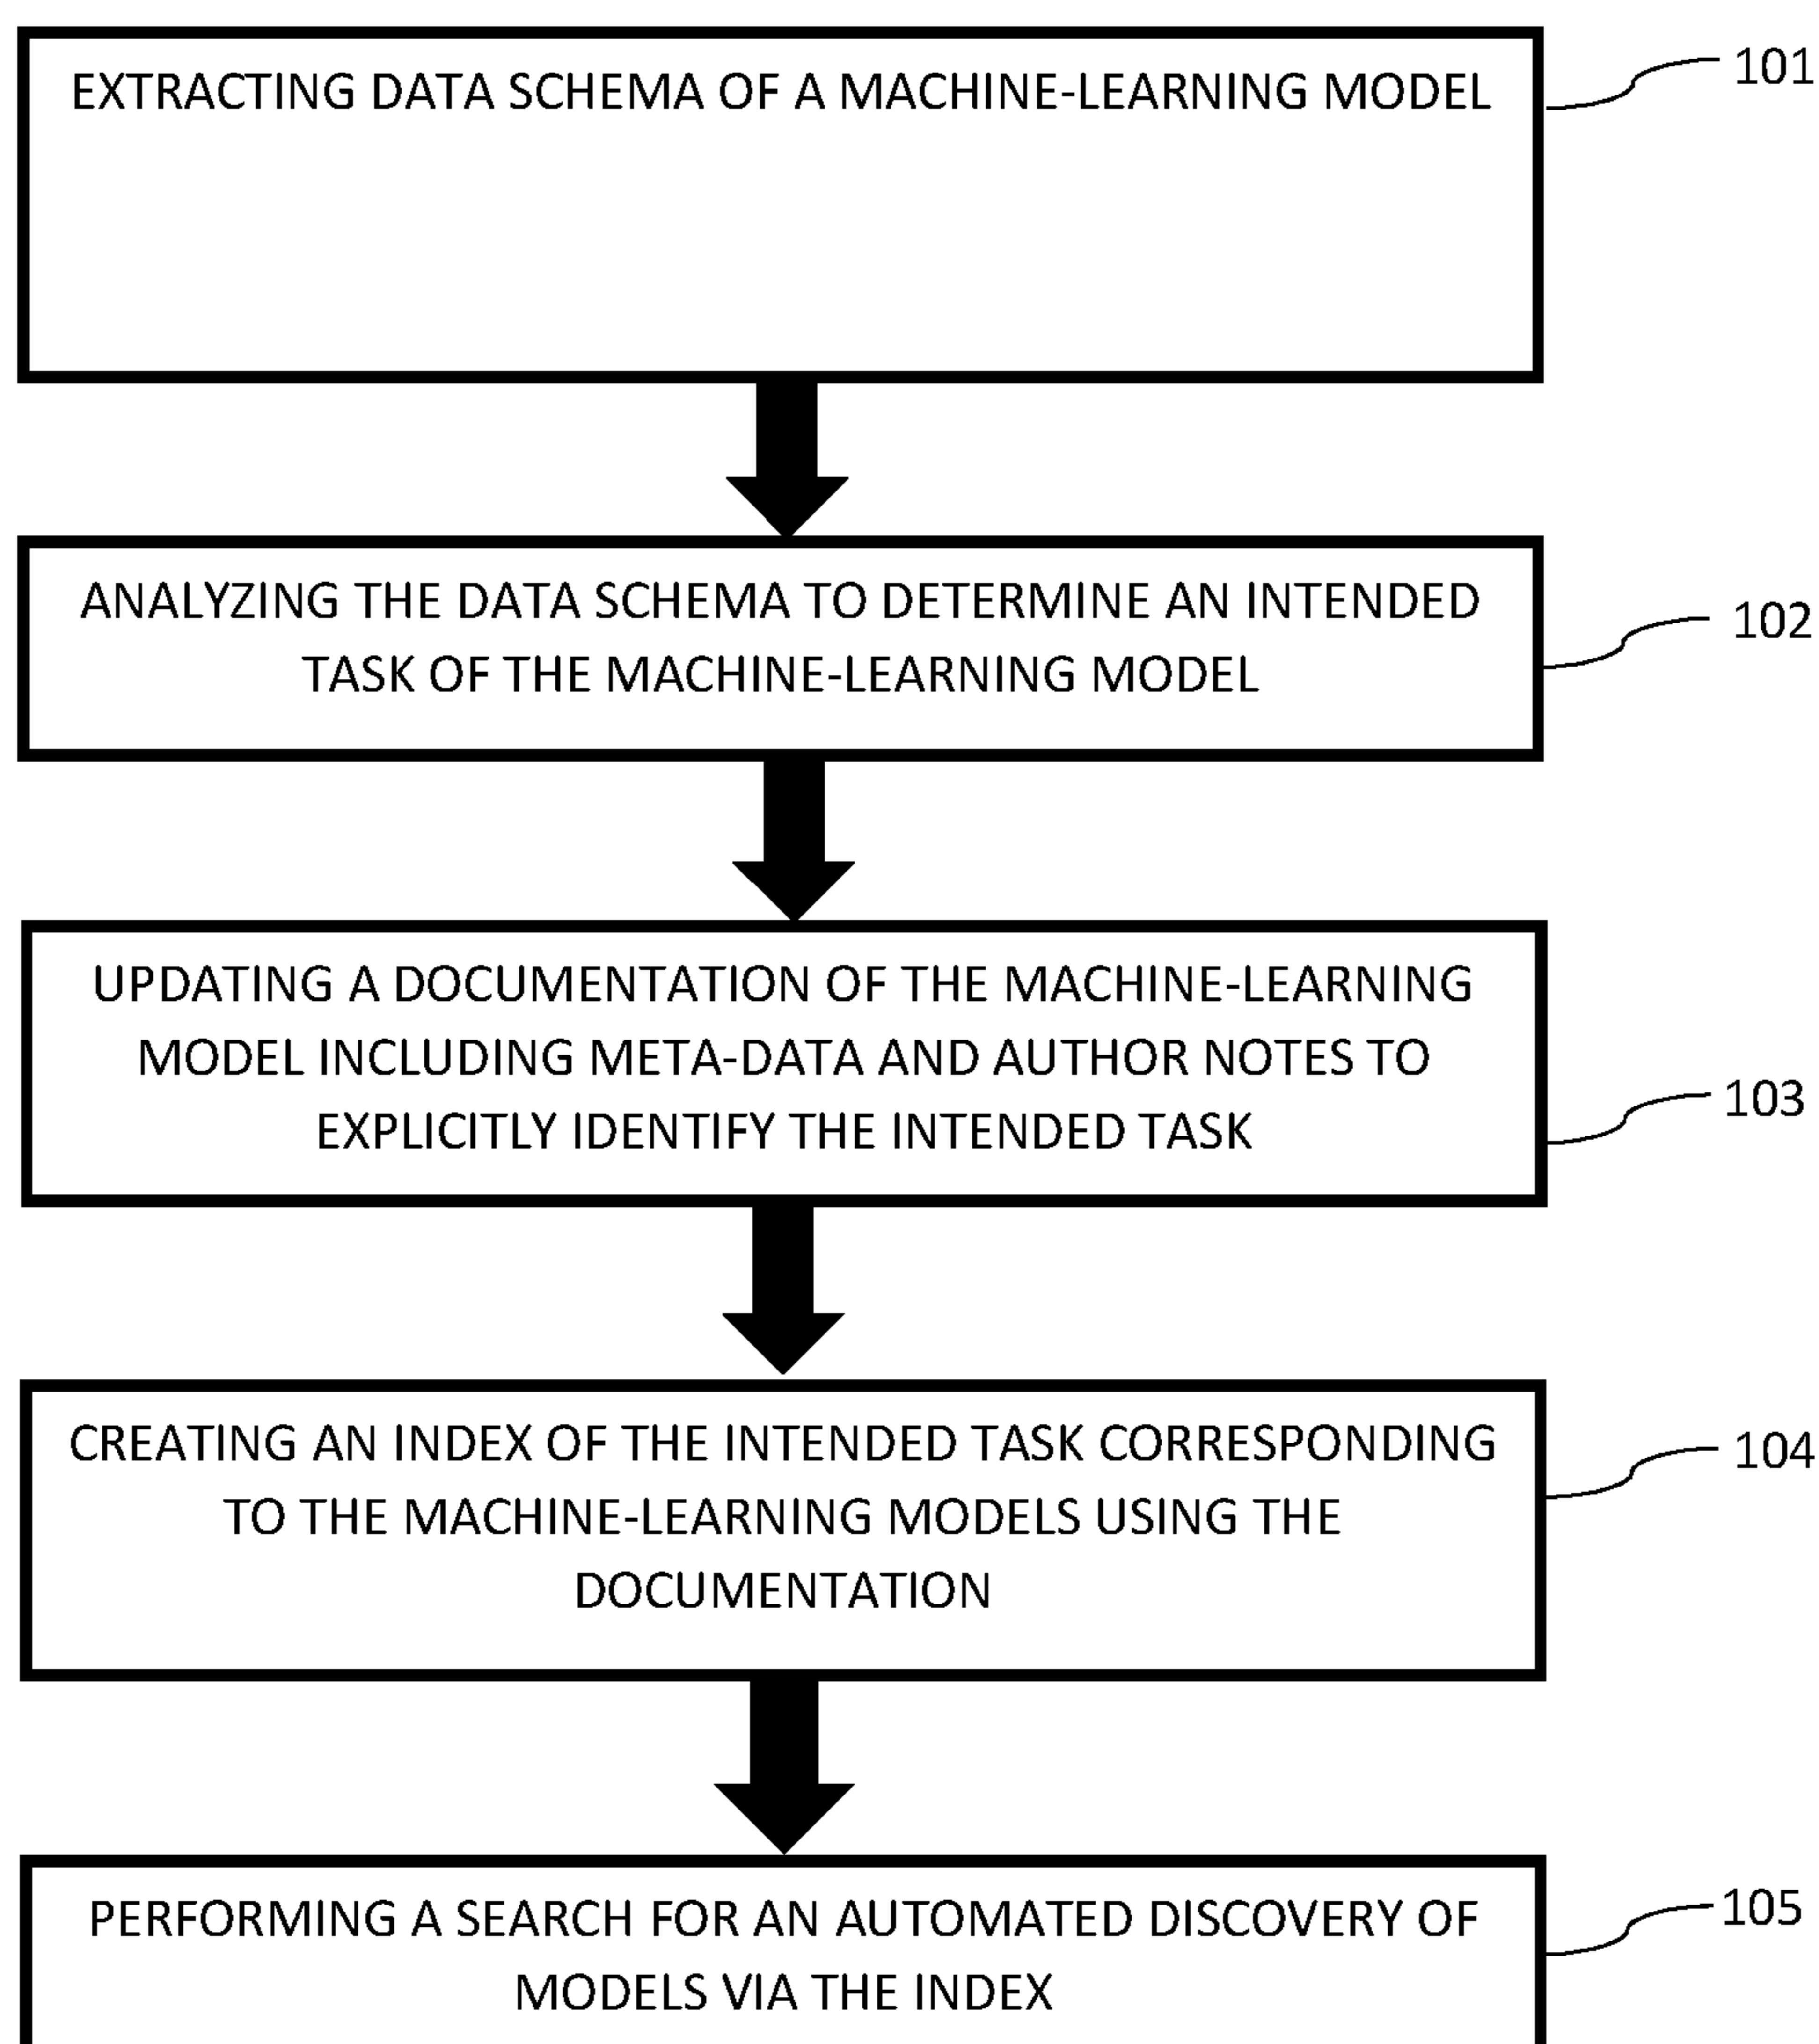 EXTRACTING DATA SCHEMA OF A MACHINE-LEARNING MODEL
101
ANALYZING THE DATA SCHEMA TO DETERMINE AN INTENDED
TASK OF THE MACHINE-LEARNING MODEL
102
UPDATING A DOCUMENTATION OF THE MACHINE-LEARNING
MODEL INCLUDING META-DATA AND AUTHOR NOTES TO
EXPLICITLY IDENTIFY THE INTENDED TASK
103
CREATING AN INDEX OF THE INTENDED TASK CORRESPONDING
TO THE MACHINE-LEARNING MODELS USING THE
DOCUMENTATION
104
PERFORMING A SEARCH FOR AN AUTOMATED DISCOVERY OF
MODELS VIA THE INDEX
105